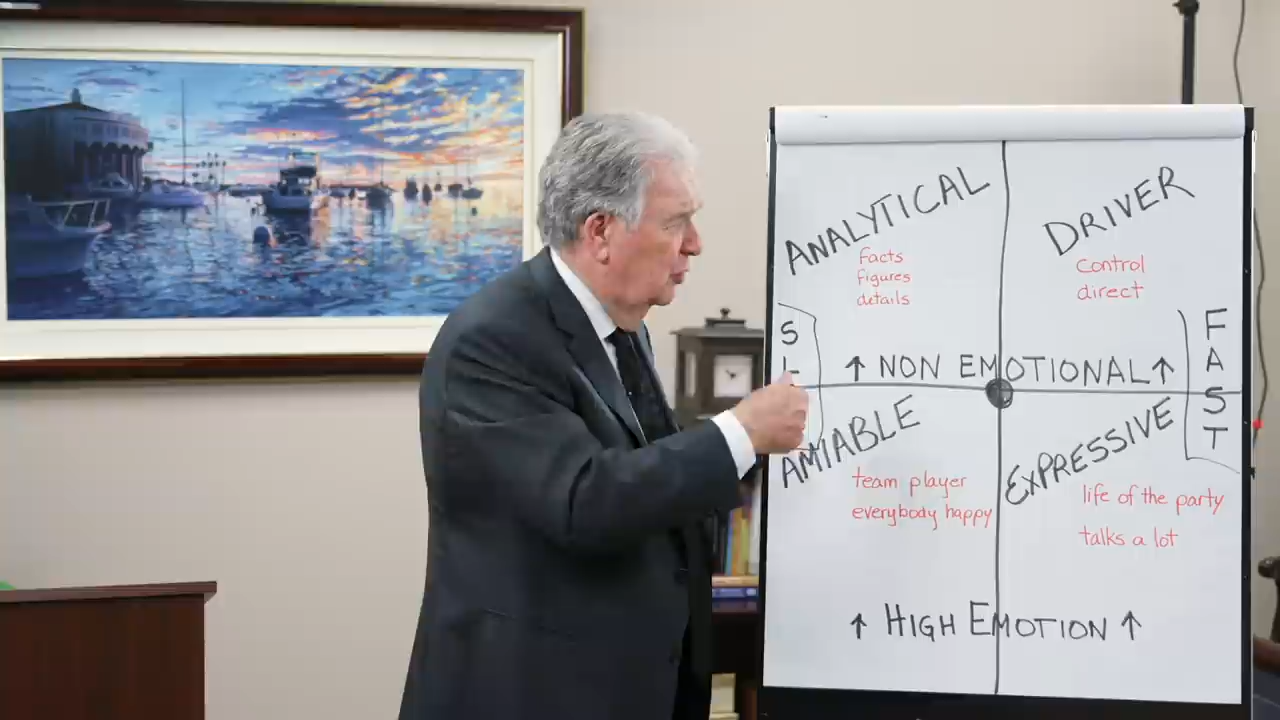 ANALYTICAL
Facts
figures
details
DRIVER
Control
direct
S
F
A
S
T
↑ NON EMOTIONAL ↑
AMIABLE
team player
everybody happy
EXPRESSIVE
life of the party
talks a lot
↑ HIGH EMOTION ↑